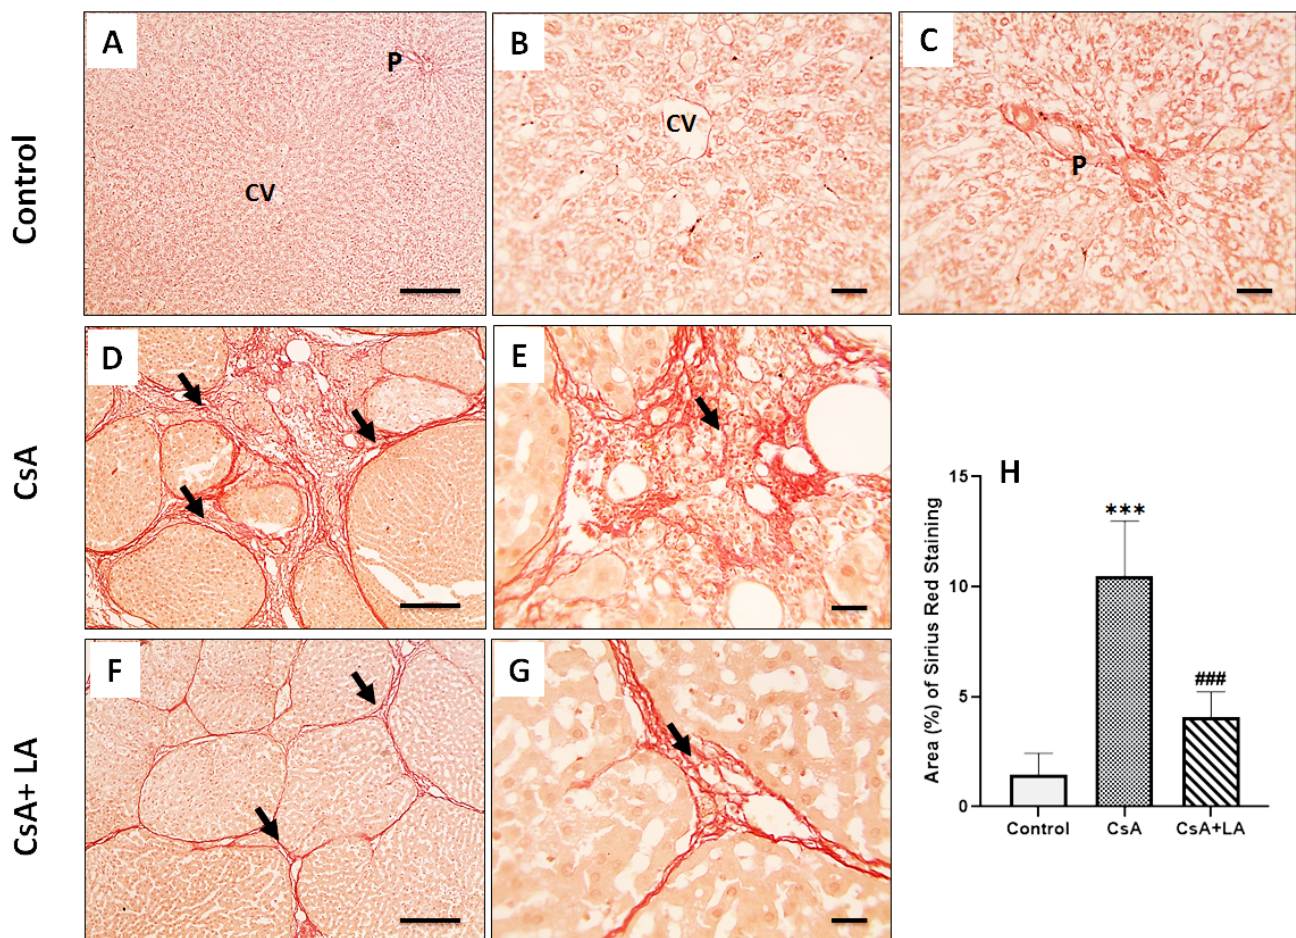 Control
A
P
CV
B
CV
C
P
CsA
D
E
CsA+ LA
F
G
H
Area (%) of Sirius Red Staining
15
10
5
0
***
###
Control
CsA
CsA+LA